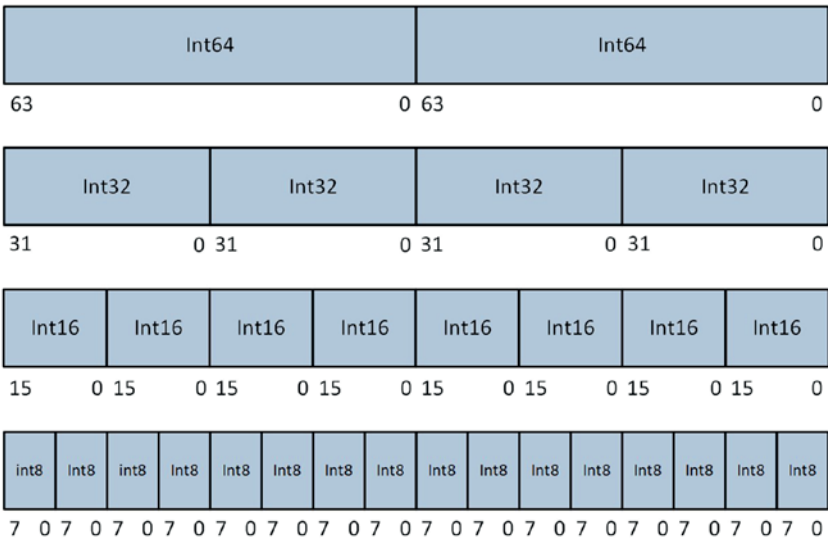 Int64 Int64
63 0 63 0
Int32 Int32 Int32 Int32
31 0 31 0 31 0 31 0
Int16 Int16 Int16 Int16 Int16 Int16 Int16 Int16
15 0 15 0 15 0 15 0 15 0 15 0 15 0 15 0
int8 Int8 int8 Int8 Int8 Int8 Int8 Int8 Int8 Int8 Int8 Int8 Int8 Int8 Int8 Int8
7 0 7 0 7 0 7 0 7 0 7 0 7 0 7 0 7 0 7 0 7 0 7 0 7 0 7 0 7 0 7 0